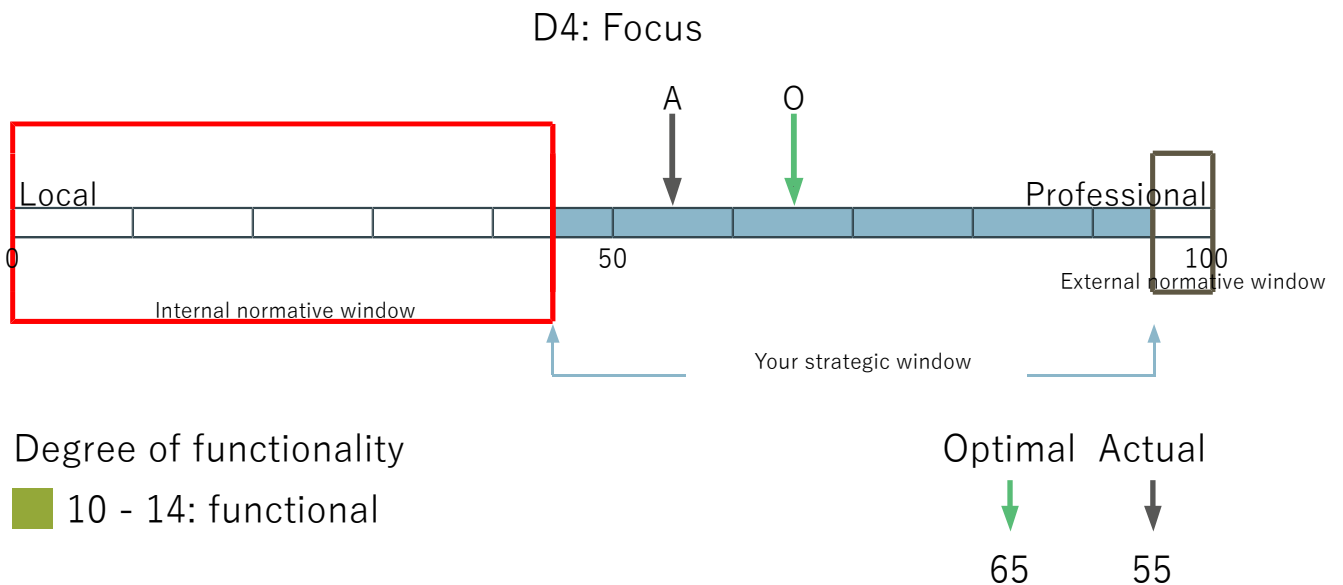 D4: Focus
A O
Local Professional
0 50 100
External normative window
Internal normative window
Your strategic window
Degree of functionality
10 - 14: functional
Optimal Actual
65 55